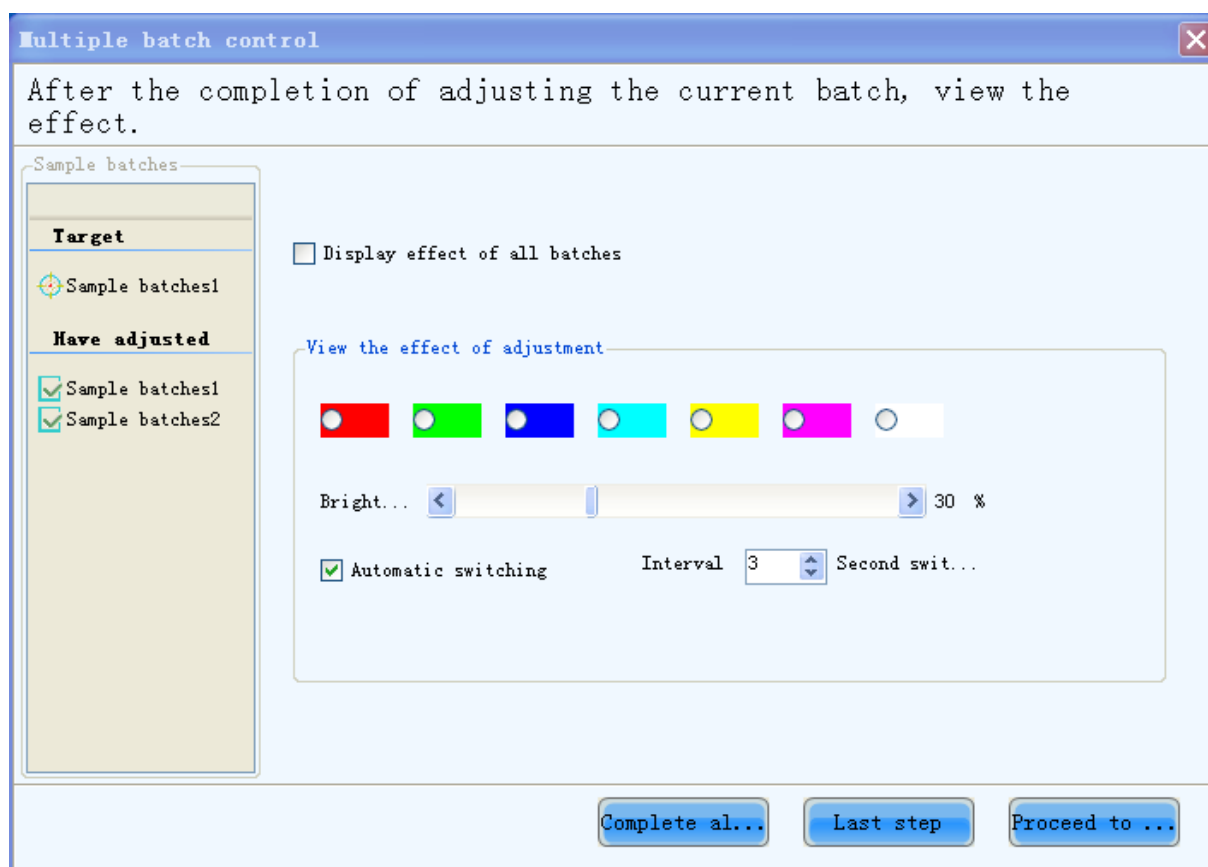 Multiple batch control
After the completion of adjusting the current batch, view the
effect.
Sample batches
Target
Sample batches1
Have adjusted
Sample batches1
Sample batches2
Display effect of all batches
View the effect of adjustment
Bright... 30 %
Automatic switching Interval 3 Second swit...
Complete al... Last step Proceed to ...